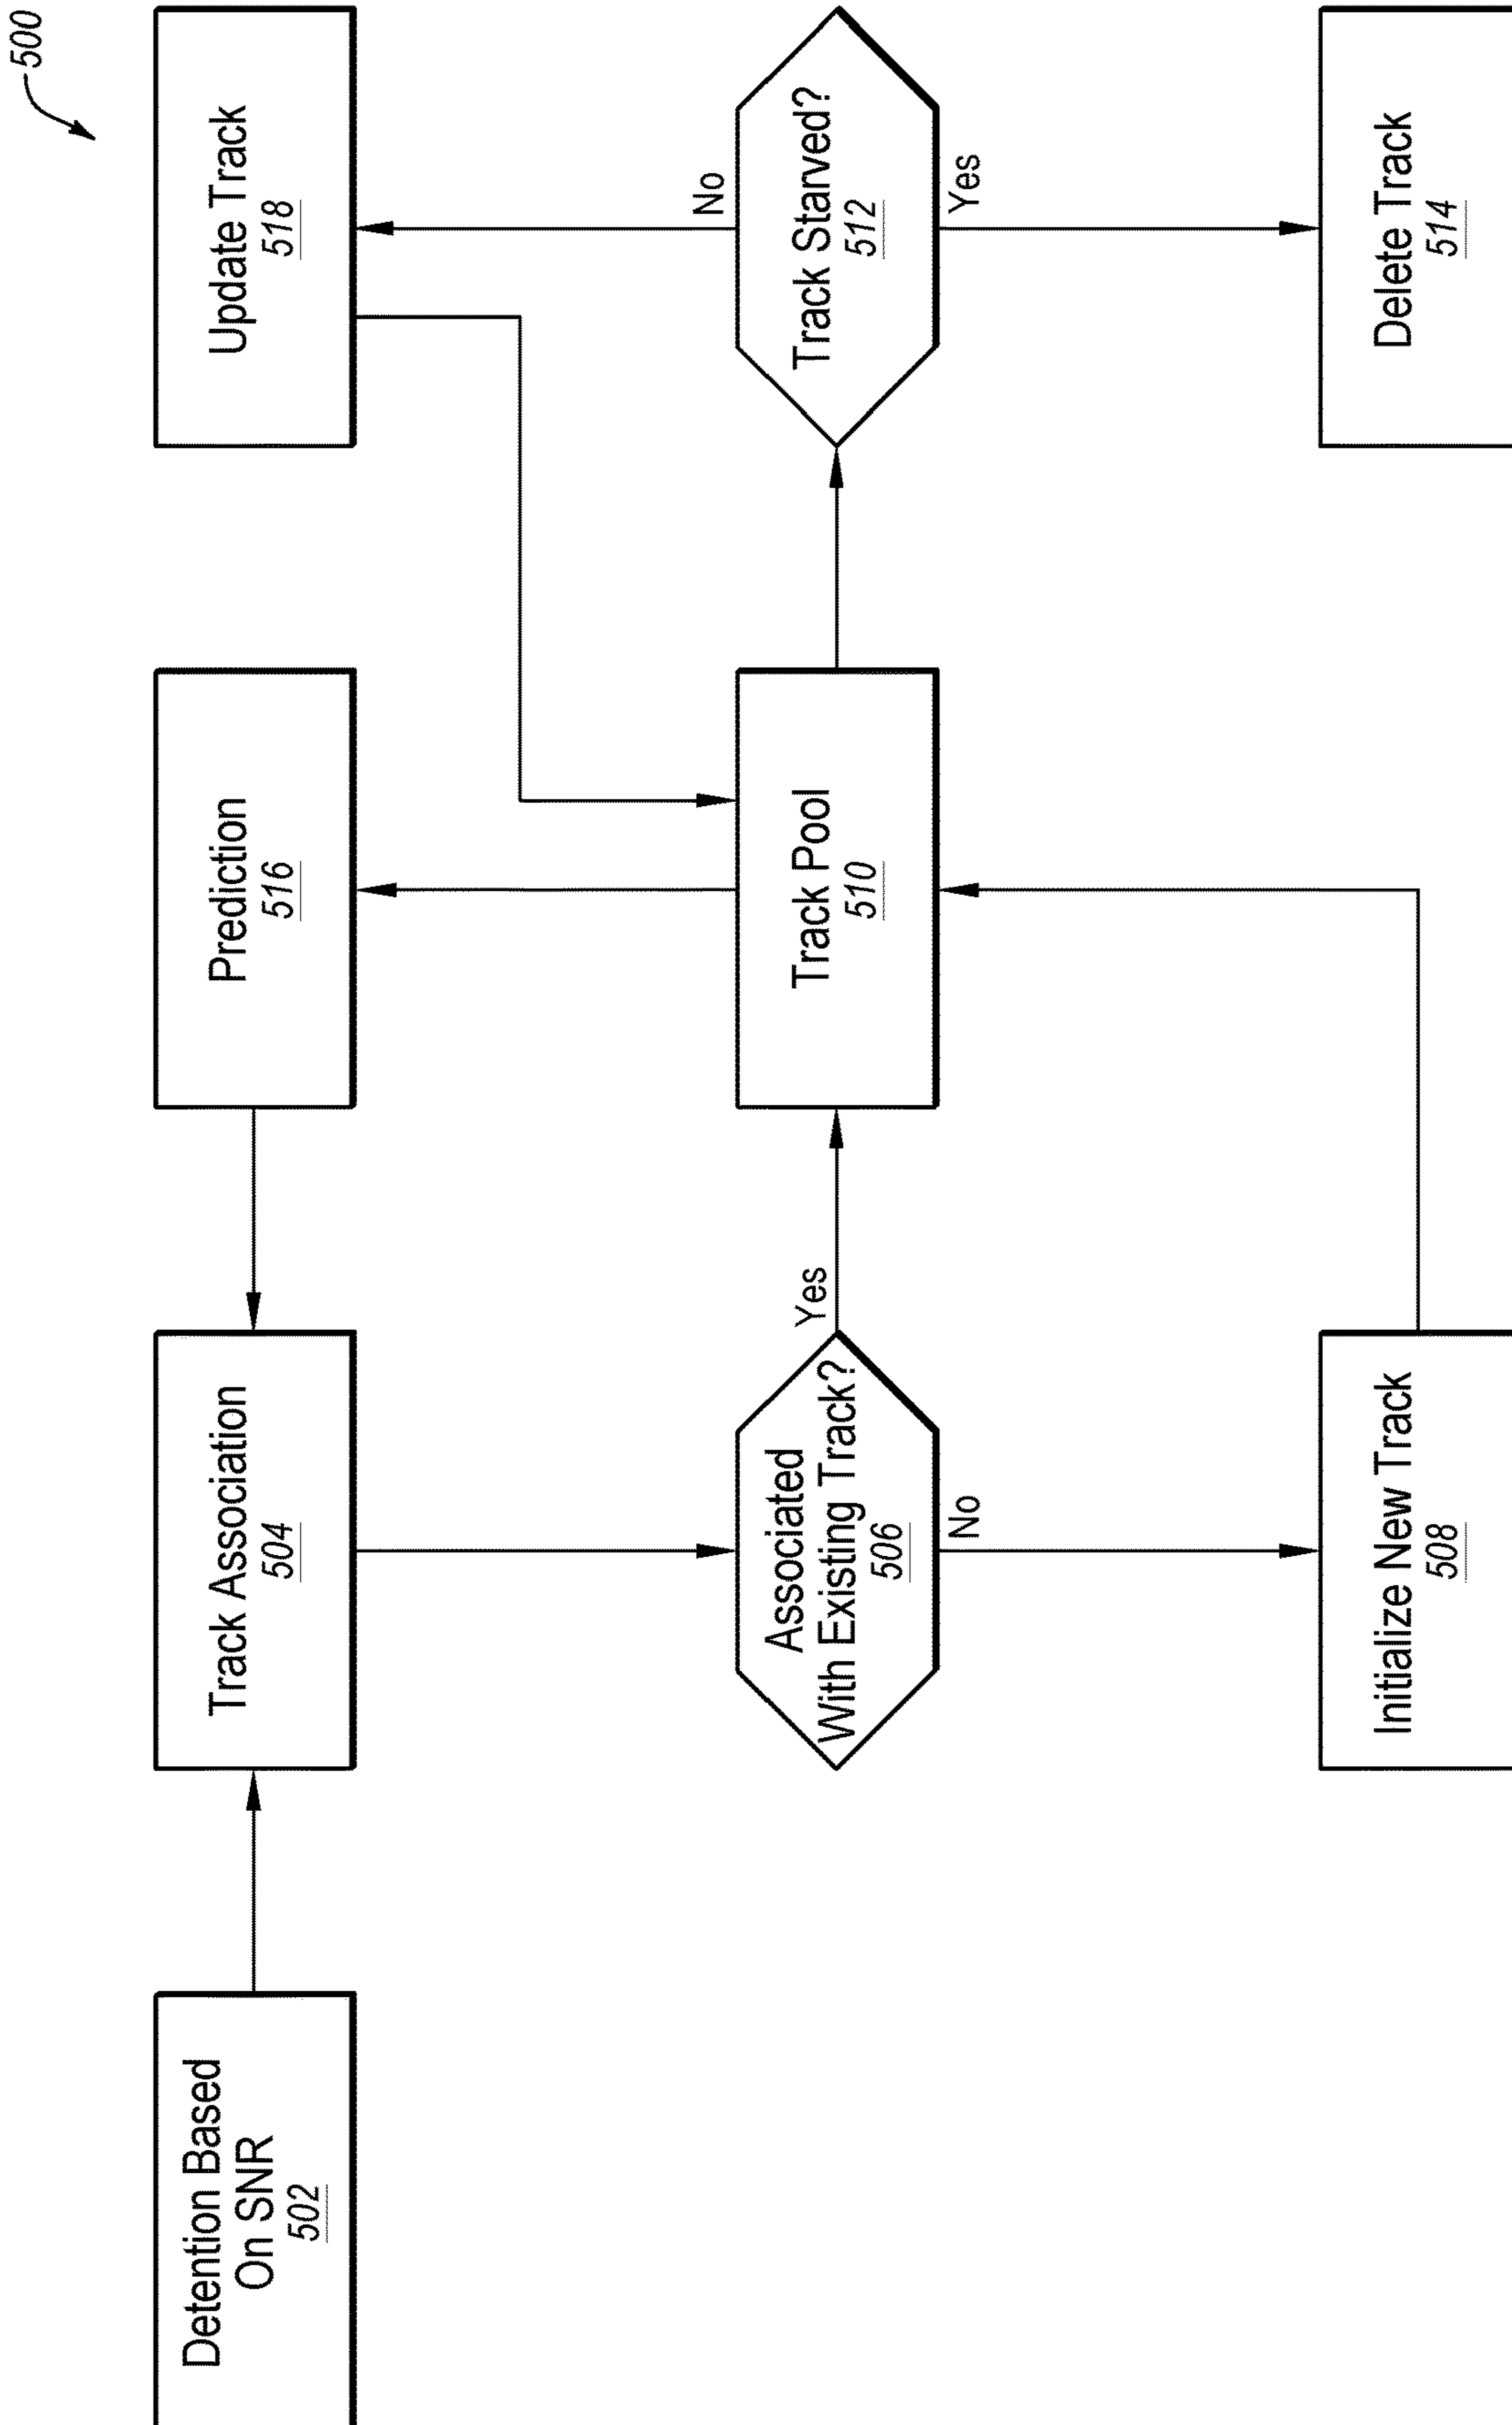 500
Detention Based
On SNR
502
Track Association
504
Prediction
516
Update Track
518
Associated
With Existing Track?
506
Yes
No
Track Pool
510
Track Starved?
512
No
Yes
Initialize New Track
508
Delete Track
514